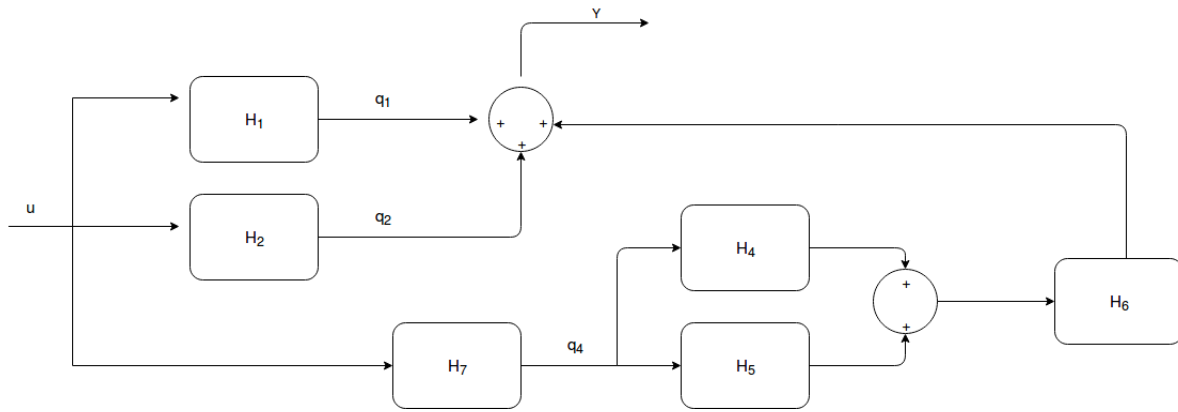 Y
q₁
H₁
+ +
+
u
q₂
H₂
H₄
+
H₆
+
q₄
H₇
H₅